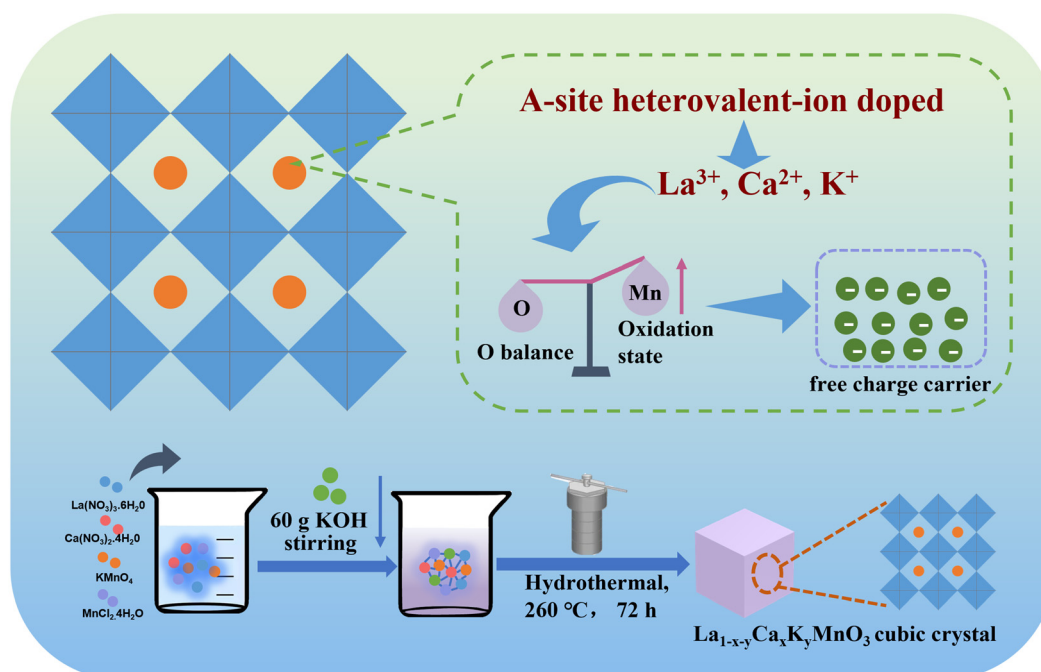 A-site heterovalent-ion doped
La³⁺, Ca²⁺, K⁺
O
Mn
O balance
Oxidation
state
free charge carrier
La(NO₃)₃.6H₂0
Ca(NO₃)₂.4H₂0
KMnO₄
MnCl₂.4H₂O
60 g KOH
stirring
Hydrothermal,
260 ℃， 72 h
La₁₋ₓ₋ᵧCaₓKᵧMnO₃ cubic crystal